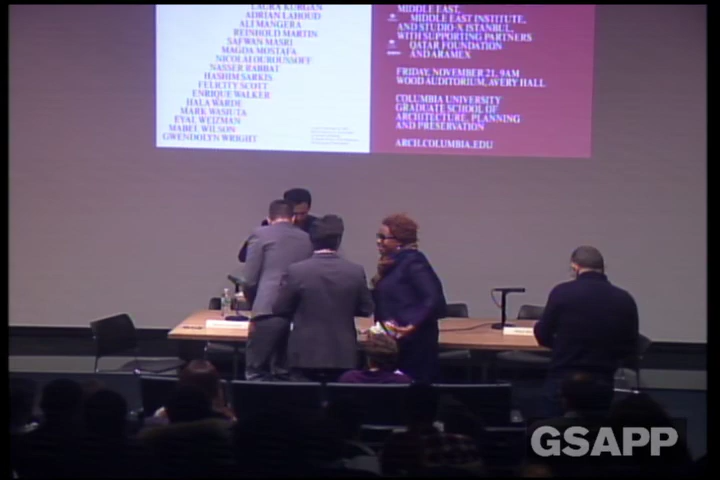 LAURA KURGAN
ADRIAN LAHOUD
ALI MANGERA
REINHOLD MARTIN
SAFWAN MASRI
MAGDA MOSTAFA
NICOLAI OUROUSSOFF
NASSER RABBAT
HASHIM SARKIS
FELICITY SCOTT
ENRIQUE WALKER
HALA WARDE
MARK WASIUTA
EYAL WEIZMAN
MABEL WILSON
GWENDOLYN WRIGHT
MIDDLE EAST,
MIDDLE EAST INSTITUTE,
AND STUDIO-X ISTANBUL,
WITH SUPPORTING PARTNERS
QATAR FOUNDATION
AND ARAMEX
FRIDAY, NOVEMBER 21, 9AM
WOOD AUDITORIUM, AVERY HALL
COLUMBIA UNIVERSITY
GRADUATE SCHOOL OF
ARCHITECTURE, PLANNING
AND PRESERVATION
ARCH.COLUMBIA.EDU
GSAPP